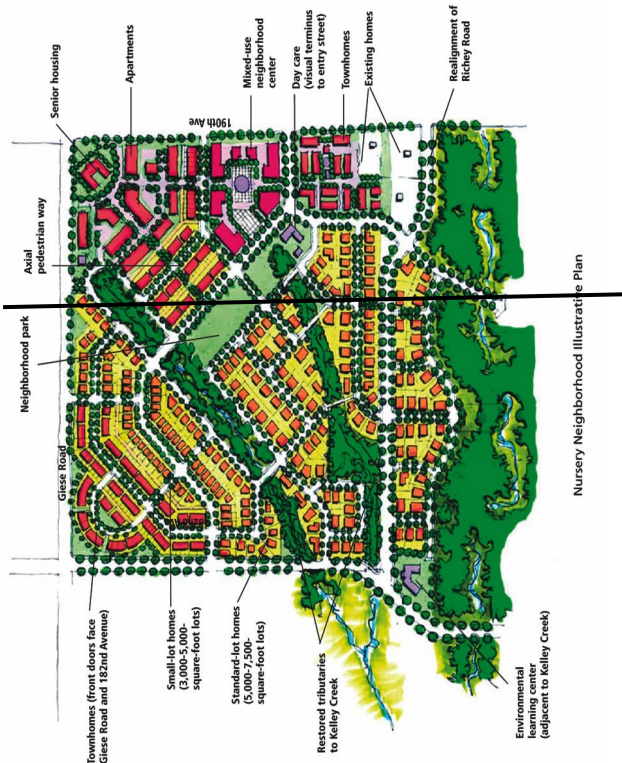 Senior housing
Apartments
Mixed-use
neighborhood
center
Day care
(visual terminus
to entry street)
Townhomes
Existing homes
Realignment of
Richey Road
190th Ave
Axial
pedestrian way
Neighborhood park
Giese Road
Townhomes (front doors face
Giese Road and 182nd Avenue)
Small-lot homes
(3,000-5,000-
square-foot lots)
Standard-lot homes
(5,000-7,500-
square-foot lots)
Restored tributaries
to Kelley Creek
Environmental
learning center
(adjacent to Kelley Creek)
Nursery Neighborhood Illustrative Plan